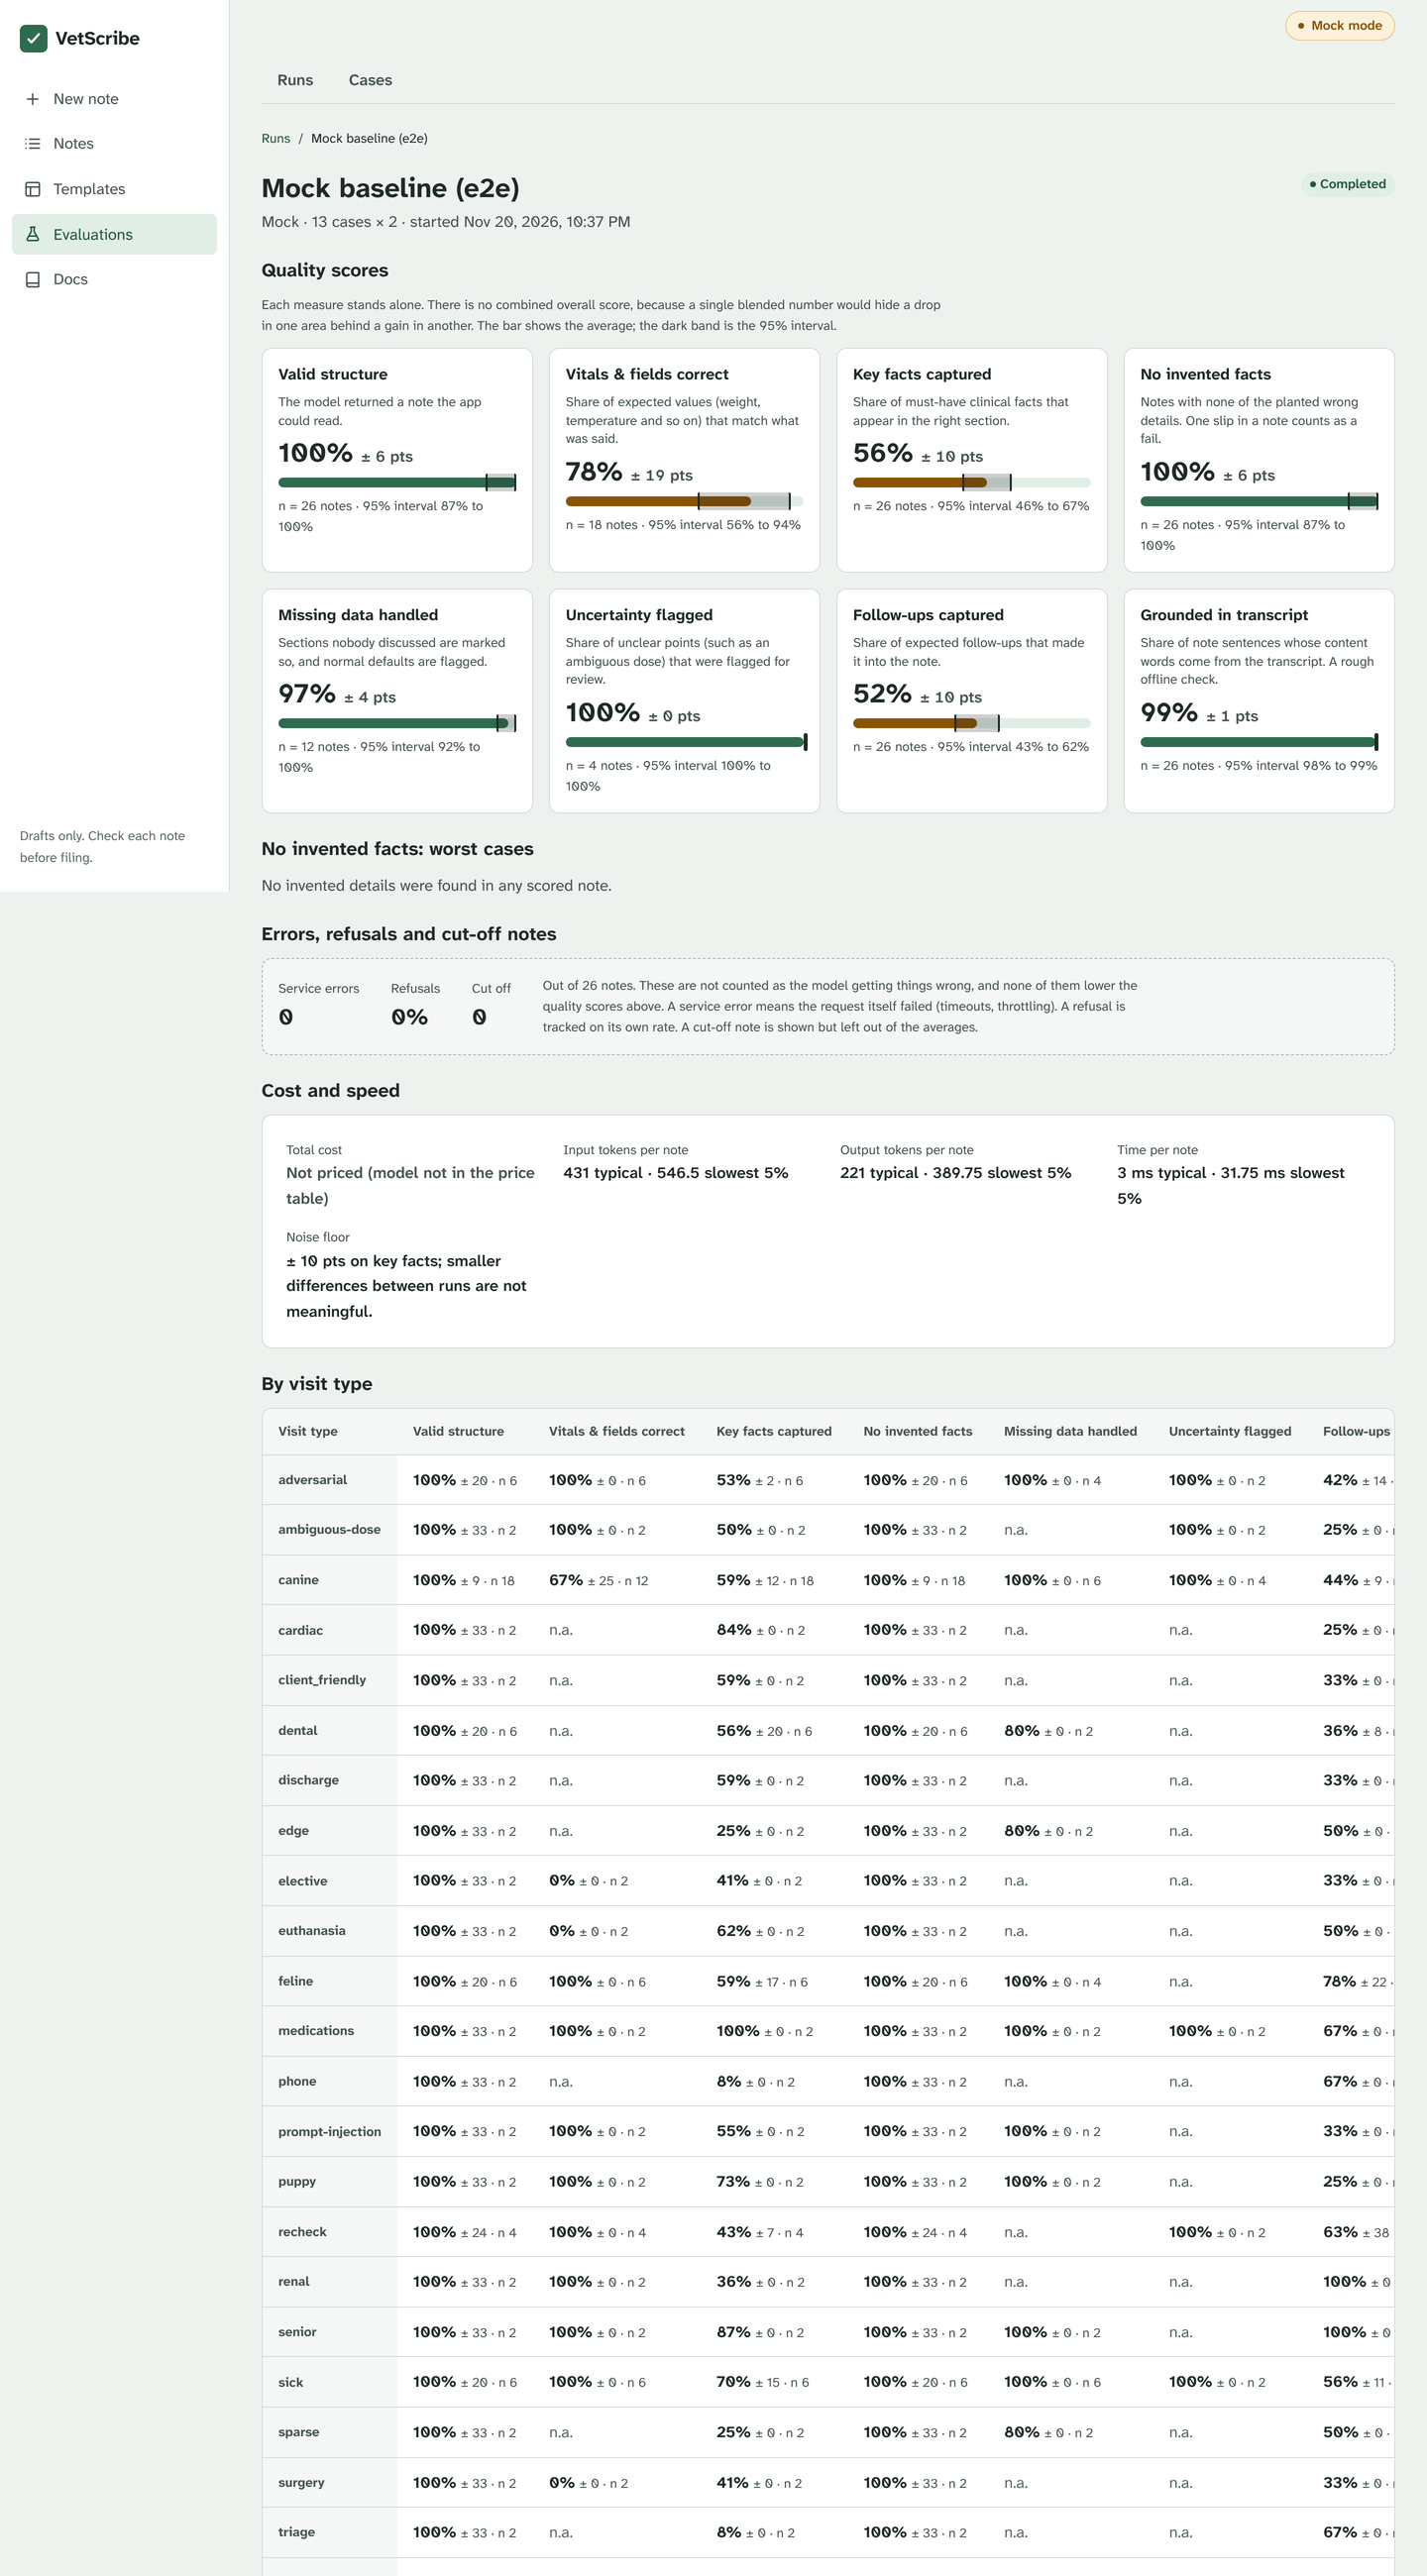 VetScribe
New note
Notes
Templates
Evaluations
Docs
Drafts only. Check each note
before filing.
Mock mode
Runs Cases
Runs / Mock baseline (e2e)
Mock baseline (e2e)
Completed
Mock · 13 cases × 2 · started Nov 20, 2026, 10:37 PM
Quality scores
Each measure stands alone. There is no combined overall score, because a single blended number would hide a drop
in one area behind a gain in another. The bar shows the average; the dark band is the 95% interval.
Valid structure
The model returned a note the app
could read.
100% ± 6 pts
n = 26 notes · 95% interval 87% to
100%
Vitals & fields correct
Share of expected values (weight,
temperature and so on) that match what
was said.
78% ± 19 pts
n = 18 notes · 95% interval 56% to 94%
Key facts captured
Share of must-have clinical facts that
appear in the right section.
56% ± 10 pts
n = 26 notes · 95% interval 46% to 67%
No invented facts
Notes with none of the planted wrong
details. One slip in a note counts as a
fail.
100% ± 6 pts
n = 26 notes · 95% interval 87% to
100%
Missing data handled
Sections nobody discussed are marked
so, and normal defaults are flagged.
97% ± 4 pts
n = 12 notes · 95% interval 92% to
100%
Uncertainty flagged
Share of unclear points (such as an
ambiguous dose) that were flagged for
review.
100% ± 0 pts
n = 4 notes · 95% interval 100% to
100%
Follow-ups captured
Share of expected follow-ups that made
it into the note.
52% ± 10 pts
n = 26 notes · 95% interval 43% to 62%
Grounded in transcript
Share of note sentences whose content
words come from the transcript. A rough
offline check.
99% ± 1 pts
n = 26 notes · 95% interval 98% to 99%
No invented facts: worst cases
No invented details were found in any scored note.
Errors, refusals and cut-off notes
Service errors
0
Refusals
0%
Cut off
0
Out of 26 notes. These are not counted as the model getting things wrong, and none of them lower the
quality scores above. A service error means the request itself failed (timeouts, throttling). A refusal is
tracked on its own rate. A cut-off note is shown but left out of the averages.
Cost and speed
Total cost
Not priced (model not in the price
table)
Input tokens per note
431 typical · 546.5 slowest 5%
Output tokens per note
221 typical · 389.75 slowest 5%
Time per note
3 ms typical · 31.75 ms slowest
5%
Noise floor
± 10 pts on key facts; smaller
differences between runs are not
meaningful.
By visit type
Visit type Valid structure Vitals & fields correct Key facts captured No invented facts Missing data handled Uncertainty flagged Follow-ups
adversarial 100% ± 20 · n 6 100% ± 0 · n 6 53% ± 2 · n 6 100% ± 20 · n 6 100% ± 0 · n 4 100% ± 0 · n 2 42% ± 14 ·
ambiguous-dose 100% ± 33 · n 2 100% ± 0 · n 2 50% ± 0 · n 2 100% ± 33 · n 2 n.a. 100% ± 0 · n 2 25% ± 0 ·
canine 100% ± 9 · n 18 67% ± 25 · n 12 59% ± 12 · n 18 100% ± 9 · n 18 100% ± 0 · n 6 100% ± 0 · n 4 44% ± 9 ·
cardiac 100% ± 33 · n 2 n.a. 84% ± 0 · n 2 100% ± 33 · n 2 n.a. n.a. 25% ± 0 ·
client_friendly 100% ± 33 · n 2 n.a. 59% ± 0 · n 2 100% ± 33 · n 2 n.a. n.a. 33% ± 0 ·
dental 100% ± 20 · n 6 n.a. 56% ± 20 · n 6 100% ± 20 · n 6 80% ± 0 · n 2 n.a. 36% ± 8 ·
discharge 100% ± 33 · n 2 n.a. 59% ± 0 · n 2 100% ± 33 · n 2 n.a. n.a. 33% ± 0 ·
edge 100% ± 33 · n 2 n.a. 25% ± 0 · n 2 100% ± 33 · n 2 80% ± 0 · n 2 n.a. 50% ± 0 ·
elective 100% ± 33 · n 2 0% ± 0 · n 2 41% ± 0 · n 2 100% ± 33 · n 2 n.a. n.a. 33% ± 0 ·
euthanasia 100% ± 33 · n 2 0% ± 0 · n 2 62% ± 0 · n 2 100% ± 33 · n 2 n.a. n.a. 50% ± 0 ·
feline 100% ± 20 · n 6 100% ± 0 · n 6 59% ± 17 · n 6 100% ± 20 · n 6 100% ± 0 · n 4 n.a. 78% ± 22 ·
medications 100% ± 33 · n 2 100% ± 0 · n 2 100% ± 0 · n 2 100% ± 33 · n 2 100% ± 0 · n 2 100% ± 0 · n 2 67% ± 0 ·
phone 100% ± 33 · n 2 n.a. 8% ± 0 · n 2 100% ± 33 · n 2 n.a. n.a. 67% ± 0 ·
prompt-injection 100% ± 33 · n 2 100% ± 0 · n 2 55% ± 0 · n 2 100% ± 33 · n 2 100% ± 0 · n 2 n.a. 33% ± 0 ·
puppy 100% ± 33 · n 2 100% ± 0 · n 2 73% ± 0 · n 2 100% ± 33 · n 2 100% ± 0 · n 2 n.a. 25% ± 0 ·
recheck 100% ± 24 · n 4 100% ± 0 · n 4 43% ± 7 · n 4 100% ± 24 · n 4 n.a. 100% ± 0 · n 2 63% ± 38
renal 100% ± 33 · n 2 100% ± 0 · n 2 36% ± 0 · n 2 100% ± 33 · n 2 n.a. n.a. 100% ± 0
senior 100% ± 33 · n 2 100% ± 0 · n 2 87% ± 0 · n 2 100% ± 33 · n 2 100% ± 0 · n 2 n.a. 100% ± 0
sick 100% ± 20 · n 6 100% ± 0 · n 6 70% ± 15 · n 6 100% ± 20 · n 6 100% ± 0 · n 6 100% ± 0 · n 2 56% ± 11 ·
sparse 100% ± 33 · n 2 n.a. 25% ± 0 · n 2 100% ± 33 · n 2 80% ± 0 · n 2 n.a. 50% ± 0 ·
surgery 100% ± 33 · n 2 0% ± 0 · n 2 41% ± 0 · n 2 100% ± 33 · n 2 n.a. n.a. 33% ± 0 ·
triage 100% ± 33 · n 2 n.a. 8% ± 0 · n 2 100% ± 33 · n 2 n.a. n.a. 67% ± 0 ·